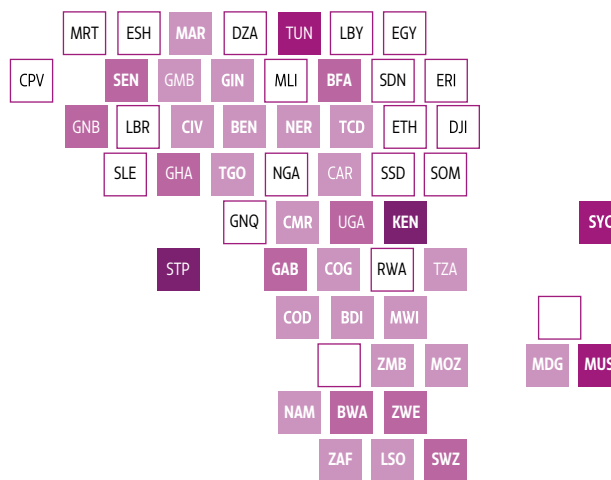 MRT ESH MAR DZA TUN LBY EGY
CPV SEN GMB GIN MLI BFA SDN ERI
GNB LBR CIV BEN NER TCD ETH DJI
SLE GHA TGO NGA CAR SSD SOM
GNQ CMR UGA KEN SYC
STP GAB COG RWA TZA
COD BDI MWI
ZMB MOZ MDG MUS
NAM BWA ZWE
ZAF LSO SWZ